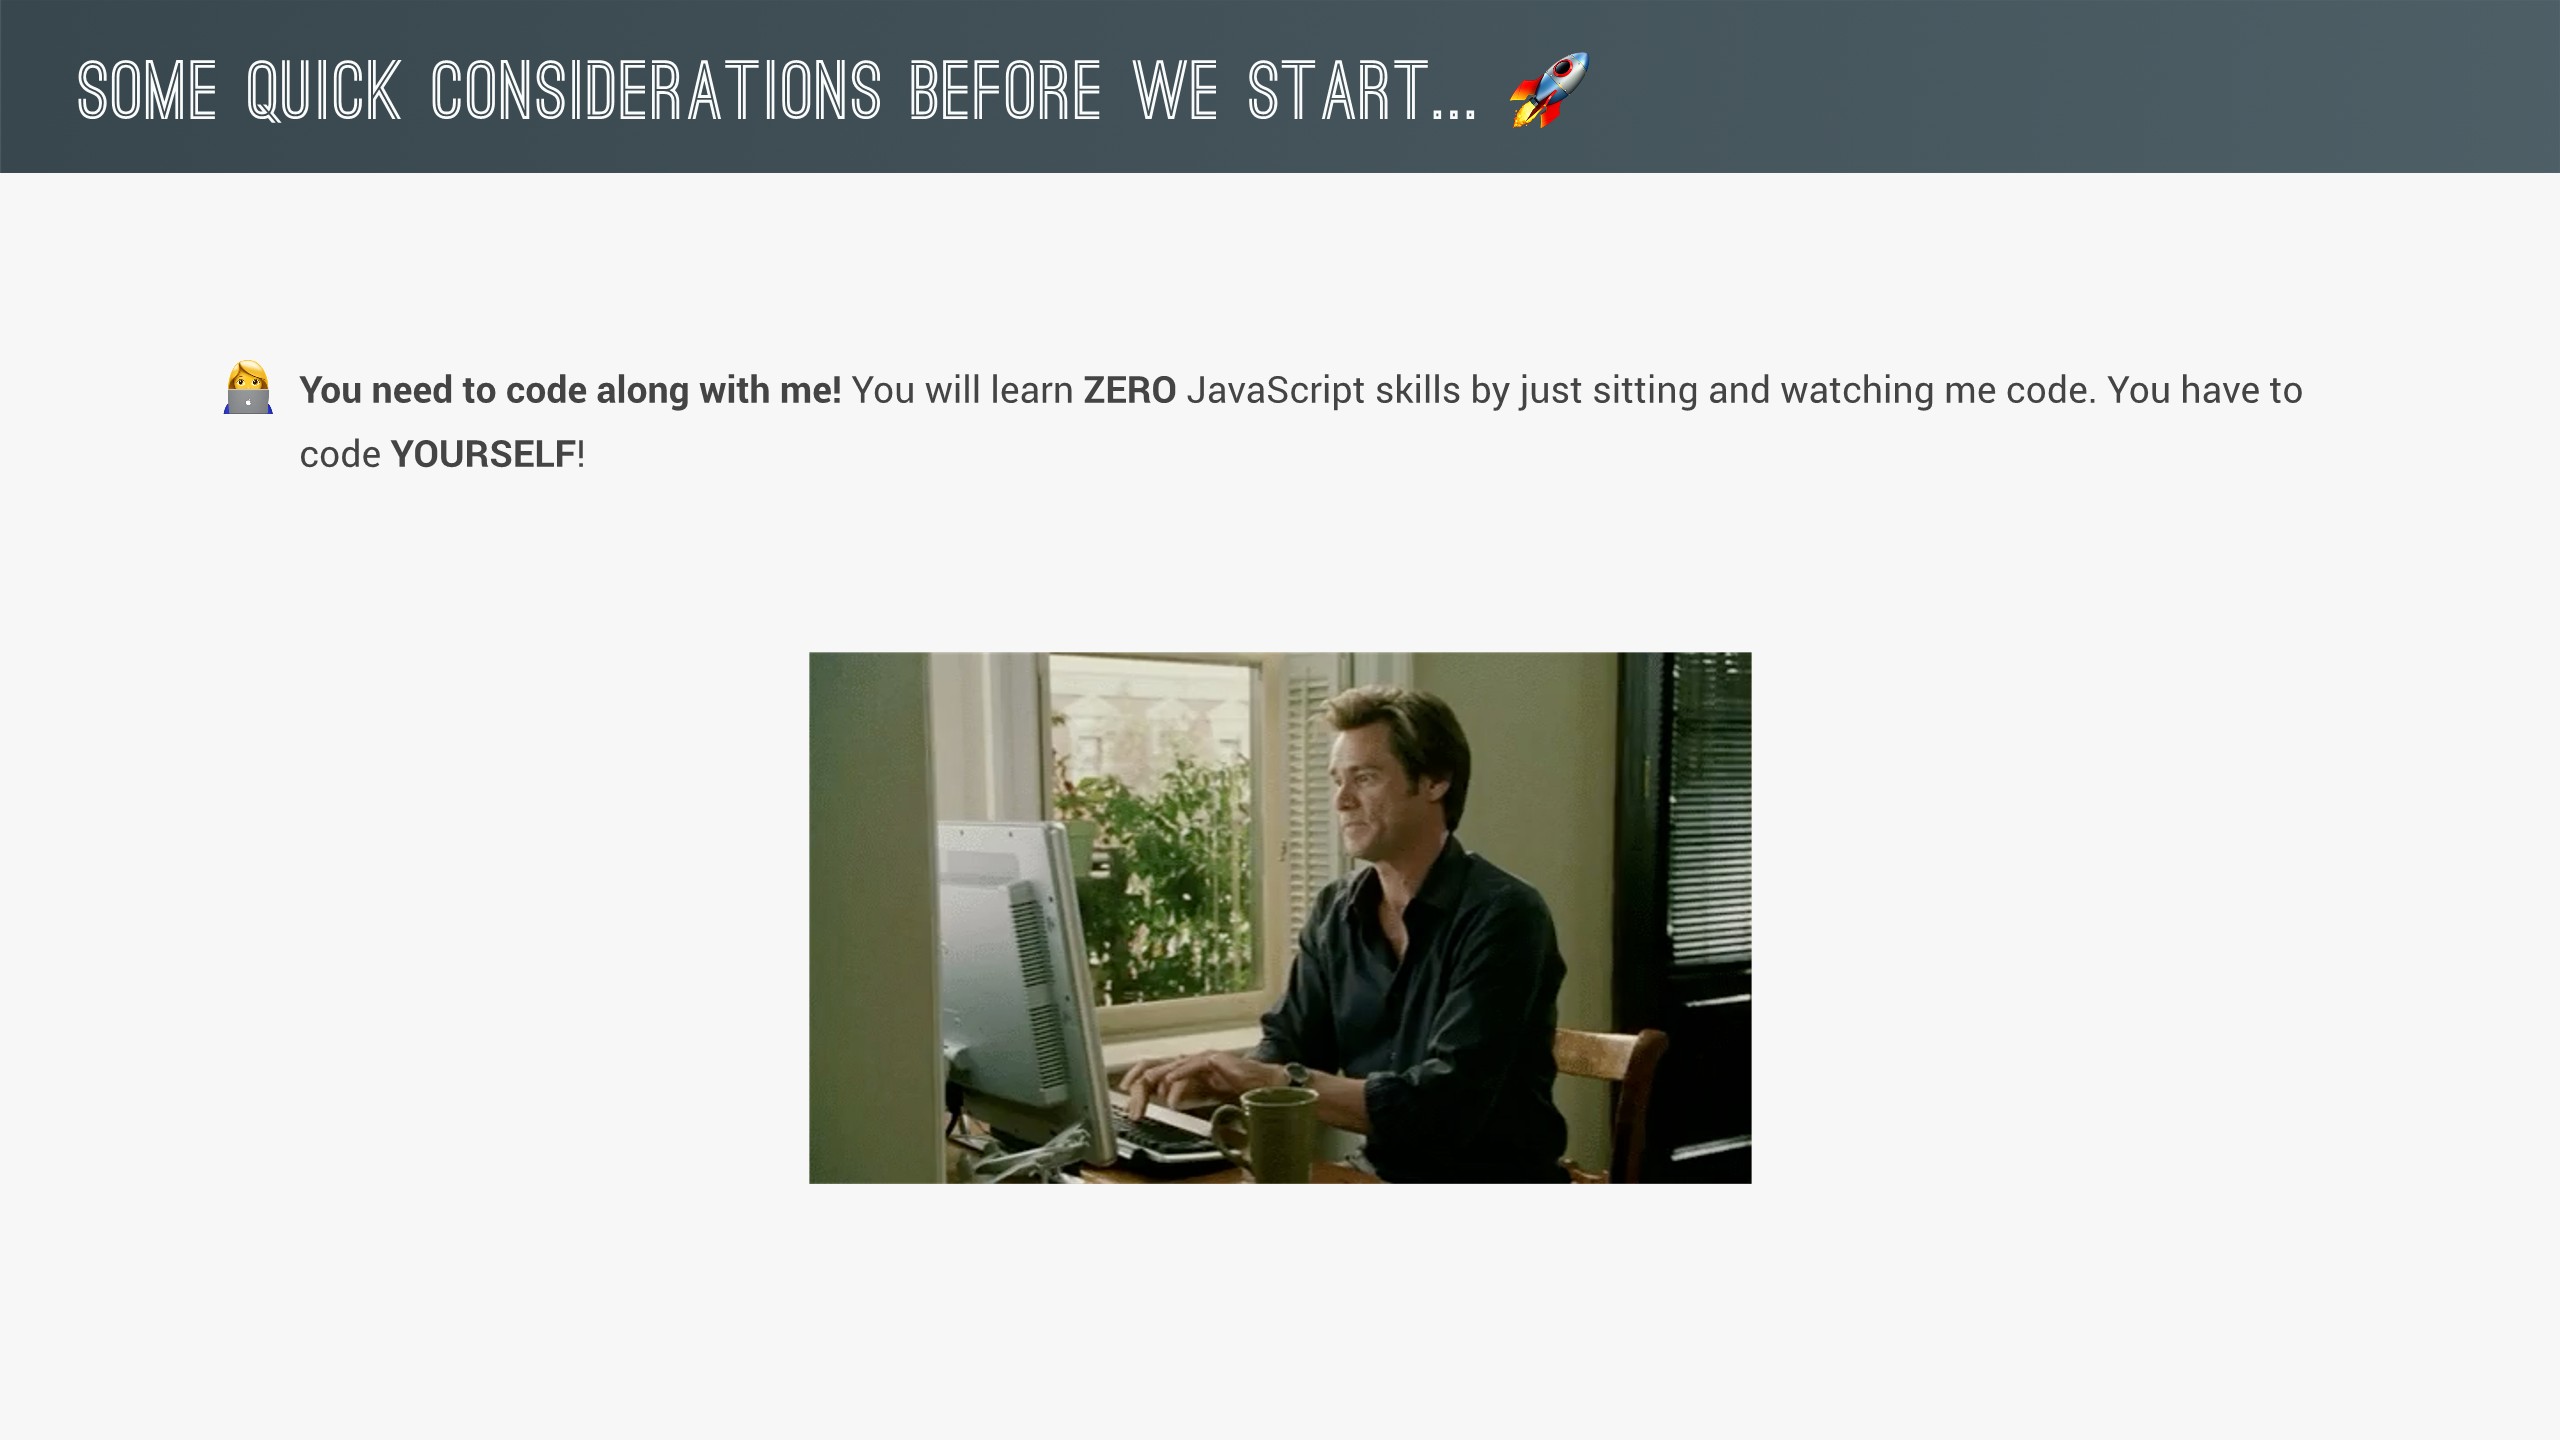 SOME QUICK CONSIDERATIONS BEFORE WE START... 🚀
👩‍💻 You need to code along with me! You will learn ZERO JavaScript skills by just sitting and watching me code. You have to
code YOURSELF!